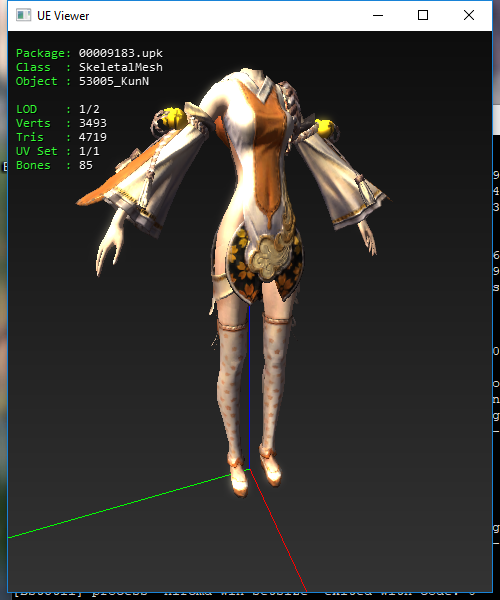 UE Viewer
Package: 00009183.upk
Class : SkeletalMesh
Object : 53005_KunN
LOD : 1/2
Verts : 3493
Tris : 4719
UV Set : 1/1
Bones : 85